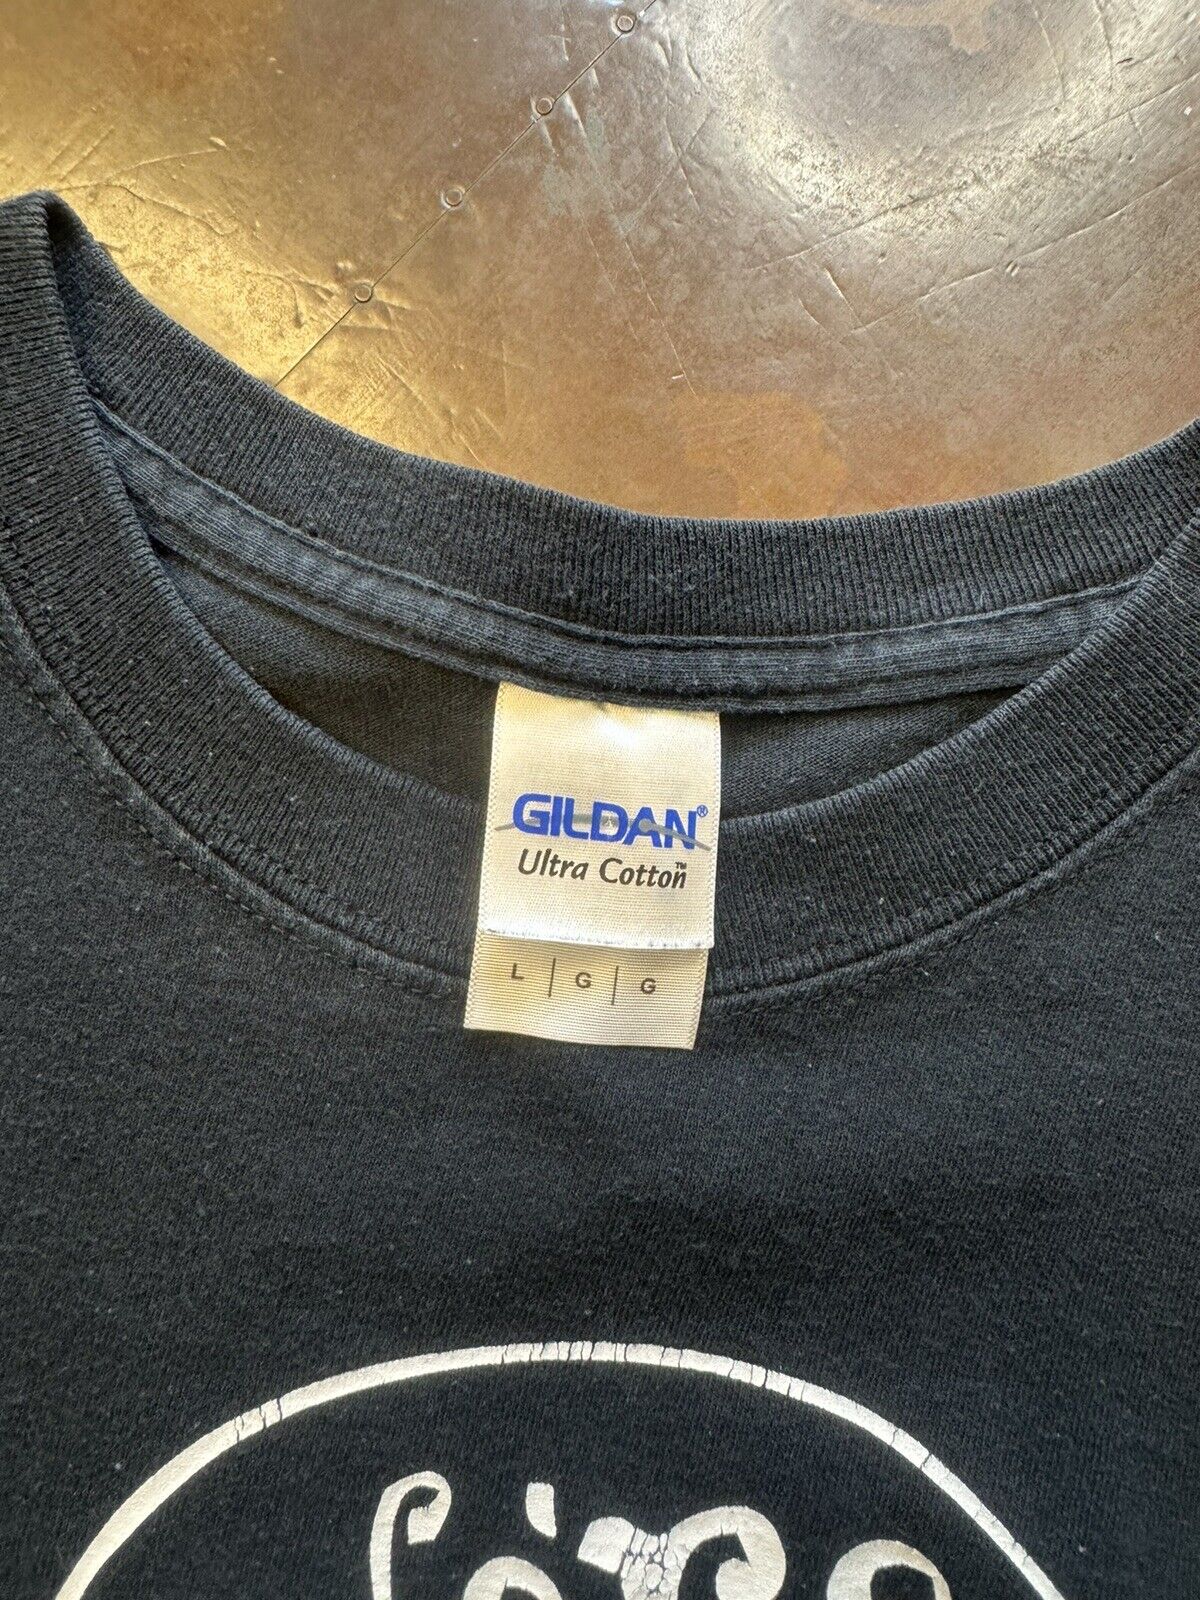 GILDAN®
Ultra Cotton™
L | G | G